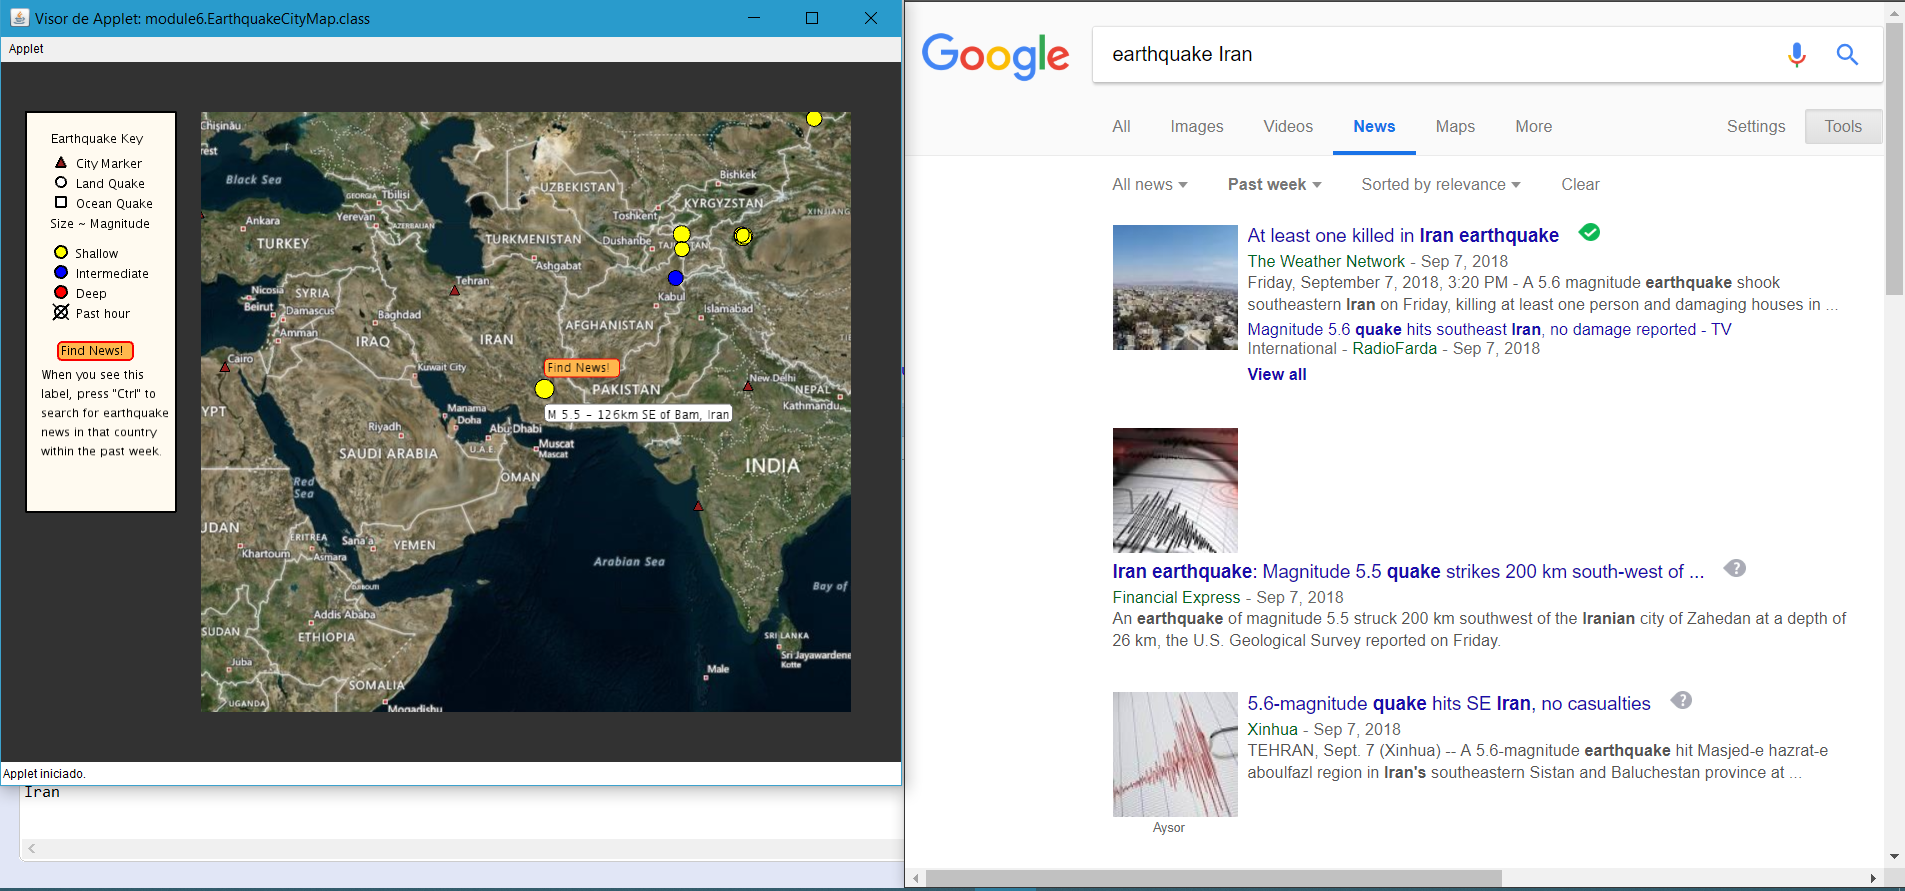 Visor de Applet: module6.EarthquakeCityMap.class
Applet
Earthquake Key
City Marker
Land Quake
Ocean Quake
Size ~ Magnitude
Shallow
Intermediate
Deep
Past hour
Find News!
When you see this
label, press "Ctrl" to
search for earthquake
news in that country
within the past week.
Chişinău
rest
Black Sea
GEORGIA
Tbilisi
UZBEKISTAN
Bishkek
KYRGYZSTAN
XINJIANG
Toshkent
Ankara
Yerevan
AZERBAIJAN
TURKEY
TURKMENISTAN
Dushanbe
TAJIKISTAN
Ashgabat
Tehran
Nicosia
SYRIA
Beirut
Damascus
Baghdad
Kabul
Islamabad
AFGHANISTAN
Amman
IRAQ
IRAN
Cairo
Kuwait City
Find News!
PAKISTAN
New Delhi
NEPAL
Kathmandu
YPT
Manama
Doha
M 5.5 - 126km SE of Bam, Iran
Riyadh
Abu Dhabi
Muscat
Muscat
SAUDI ARABIA
U.A.E.
OMAN
INDIA
Red
Sea
UDAN
ERITREA
Sana'a
YEMEN
Khartoum
Asmara
Arabian Sea
DJIBOUTI
Bay of
Addis Ababa
SUDAN
ETHIOPIA
SRI LANKA
Sri Jayawardene
Kotte
Juba
Male
SOMALIA
UGANDA
Mogadishu
Applet iniciado.
Iran
Google
earthquake Iran
All
Images
Videos
News
Maps
More
Settings
Tools
All news
Past week
Sorted by relevance
Clear
At least one killed in Iran earthquake
The Weather Network - Sep 7, 2018
Friday, September 7, 2018, 3:20 PM - A 5.6 magnitude earthquake shook
southeastern Iran on Friday, killing at least one person and damaging houses in ...
Magnitude 5.6 quake hits southeast Iran, no damage reported - TV
International - RadioFarda - Sep 7, 2018
View all
Iran earthquake: Magnitude 5.5 quake strikes 200 km south-west of ...
Financial Express - Sep 7, 2018
An earthquake of magnitude 5.5 struck 200 km southwest of the Iranian city of Zahedan at a depth of
26 km, the U.S. Geological Survey reported on Friday.
5.6-magnitude quake hits SE Iran, no casualties
Xinhua - Sep 7, 2018
TEHRAN, Sept. 7 (Xinhua) -- A 5.6-magnitude earthquake hit Masjed-e hazrat-e
aboulfazl region in Iran's southeastern Sistan and Baluchestan province at ...
Aysor